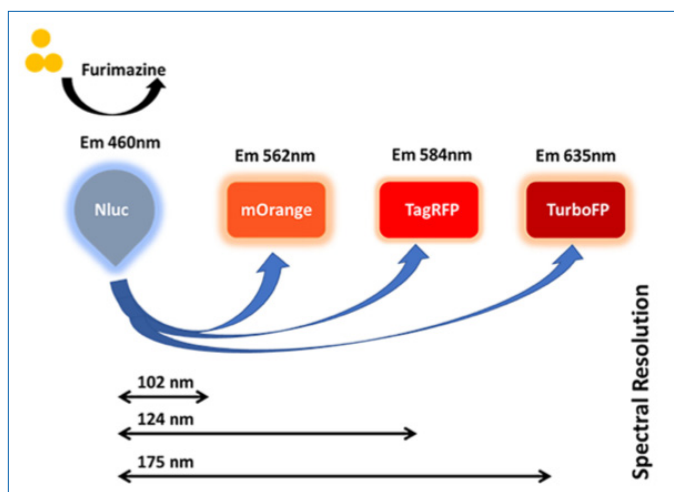 Furimazine
Em 460nm
Em 562nm
Em 584nm
Em 635nm
Nluc
mOrange
TagRFP
TurboFP
102 nm
124 nm
175 nm
Spectral Resolution